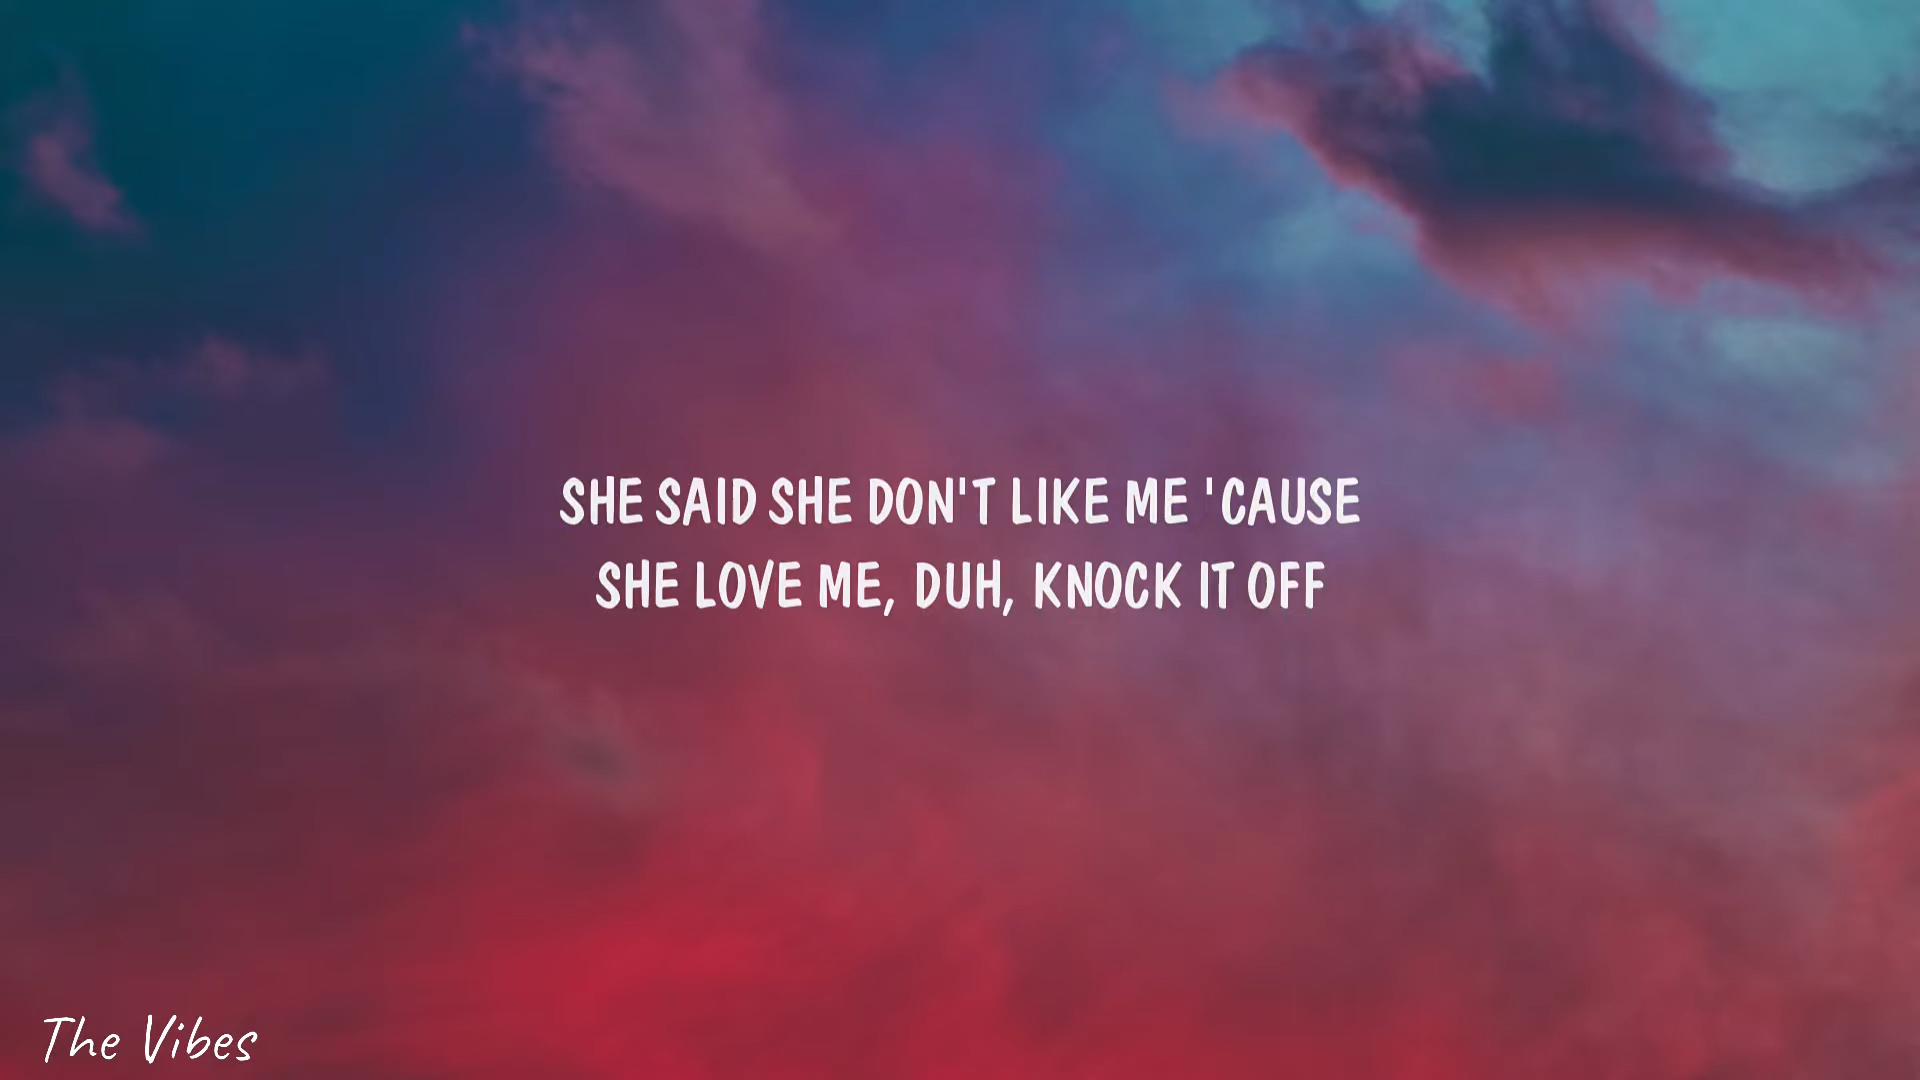 SHE SAID SHE DON'T LIKE ME 'CAUSE
SHE LOVE ME, DUH, KNOCK IT OFF
The Vibes